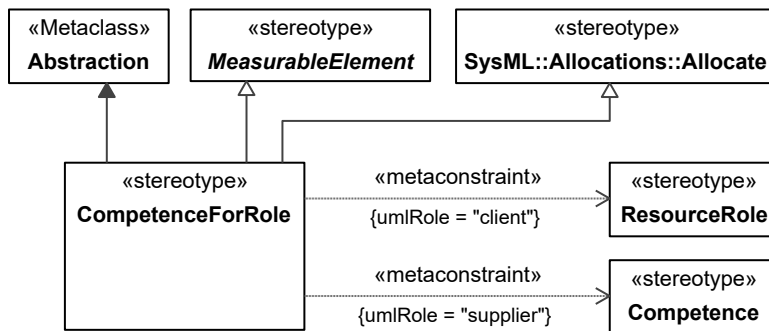 «Metaclass»
Abstraction
«stereotype»
MeasurableElement
«stereotype»
SysML::Allocations::Allocate
«stereotype»
CompetenceForRole
«metaconstraint»
{umlRole = "client"}
«stereotype»
ResourceRole
«metaconstraint»
{umlRole = "supplier"}
«stereotype»
Competence